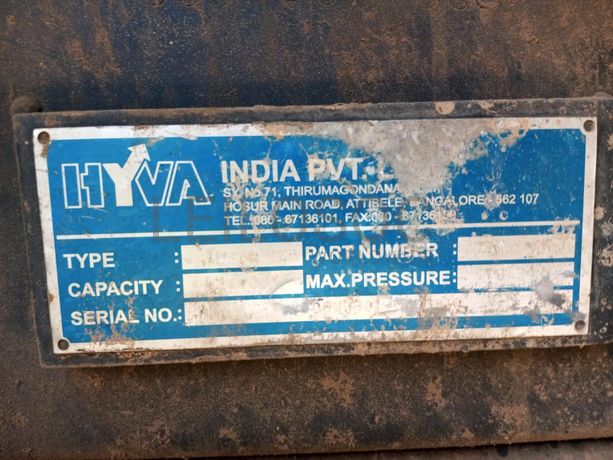 HYVA INDIA PVT.
SY. No.71, THIRUMAGONDANA
HOSUR MAIN ROAD, ATTIBELE, BANGALORE - 562 107
TEL:080 - 67136101, FAX:080 -
TYPE :
PART NUMBER :
CAPACITY :
MAX.PRESSURE :
SERIAL NO.: